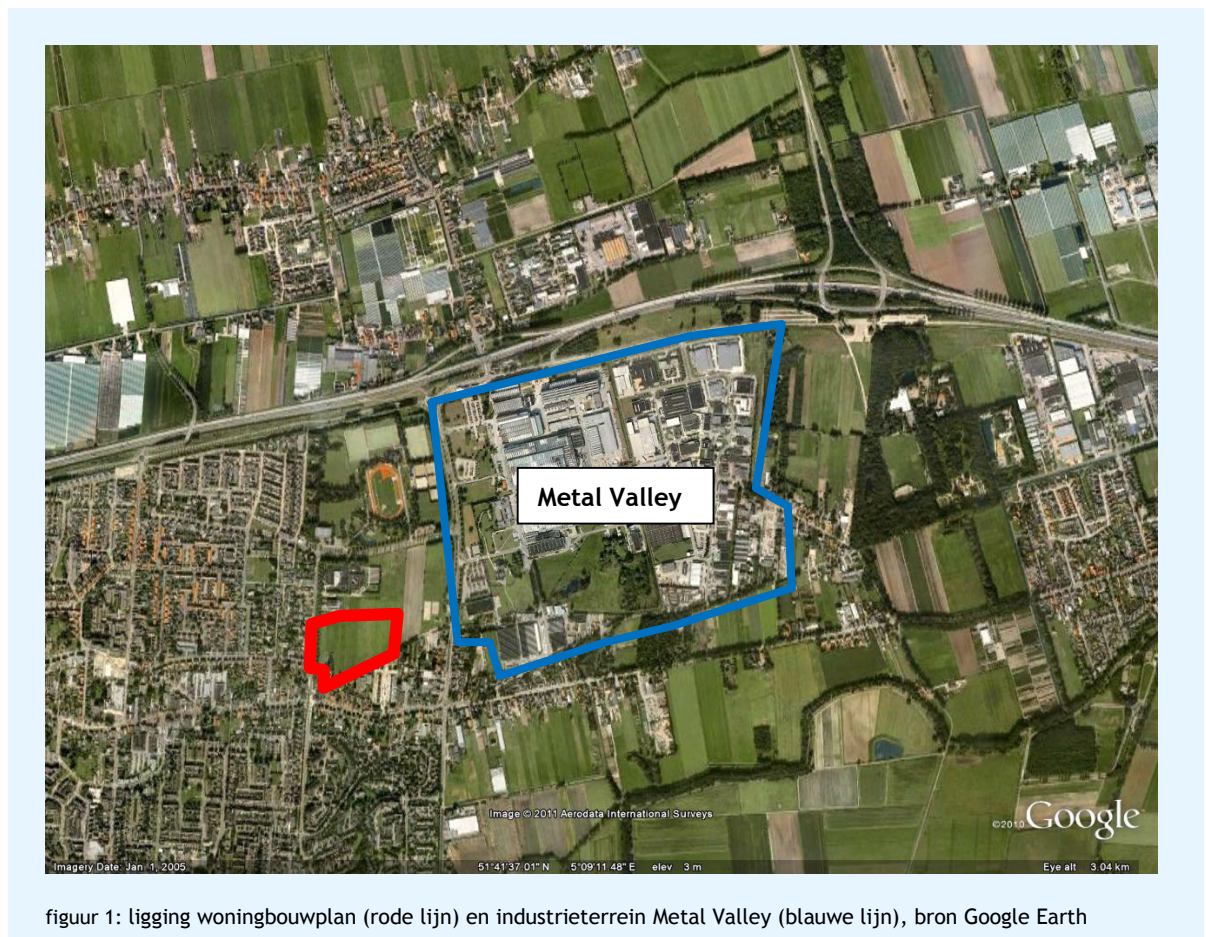 Metal Valley
Image © 2011 Aerodata International Surveys
©2010 Google
Imagery Date: Jan 1, 2005 51°41'37.01" N 5°09'11.48" E elev 3 m Eye alt 3.04 km
figuur 1: ligging woningbouwplan (rode lijn) en industrieterrein Metal Valley (blauwe lijn), bron Google Earth